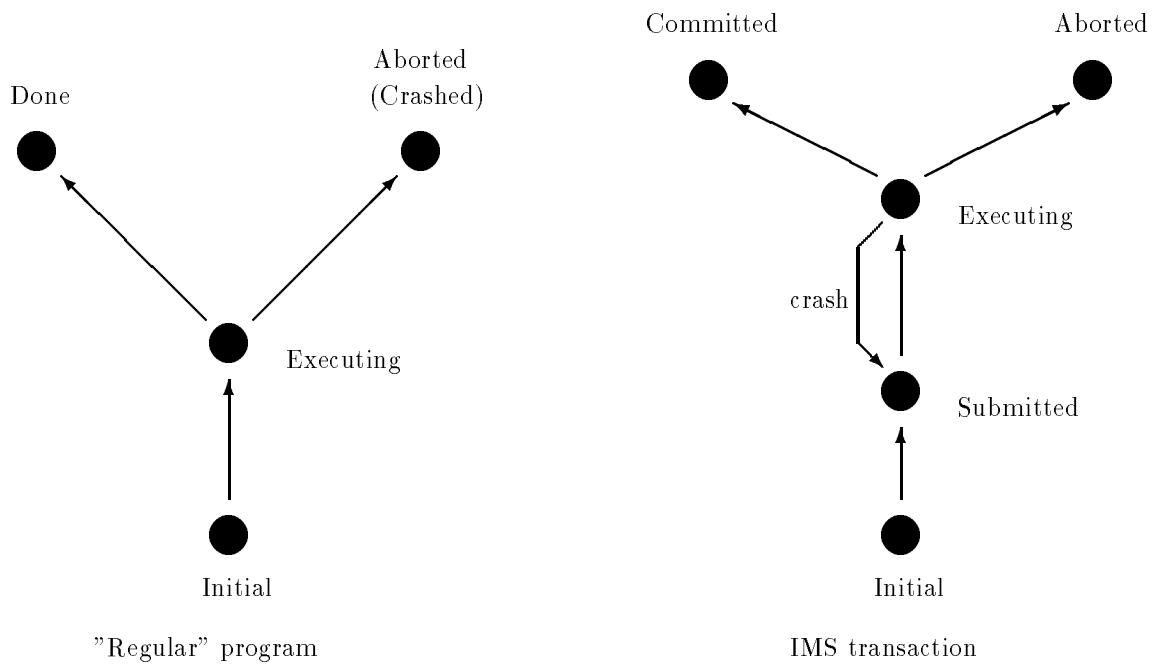 Done
Aborted
(Crashed)
Executing
Initial
”Regular” program
Committed
Aborted
Executing
crash
Submitted
Initial
IMS transaction